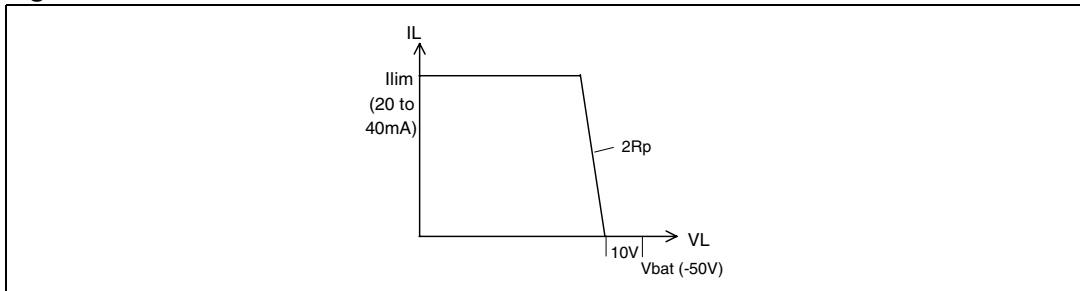 IL
Ilim
(20 to
40mA)
2Rp
VL
10V
Vbat (-50V)